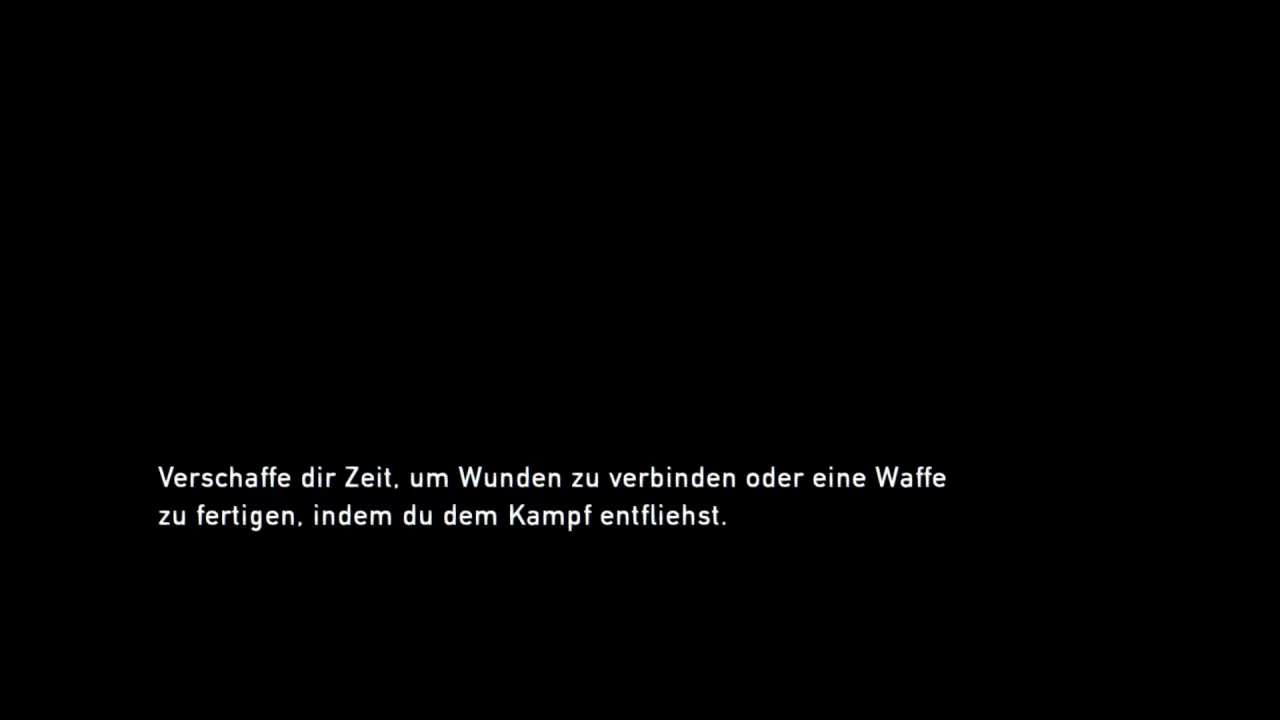 Verschaffe dir Zeit, um Wunden zu verbinden oder eine Waffe
zu fertigen, indem du dem Kampf entfliehst.